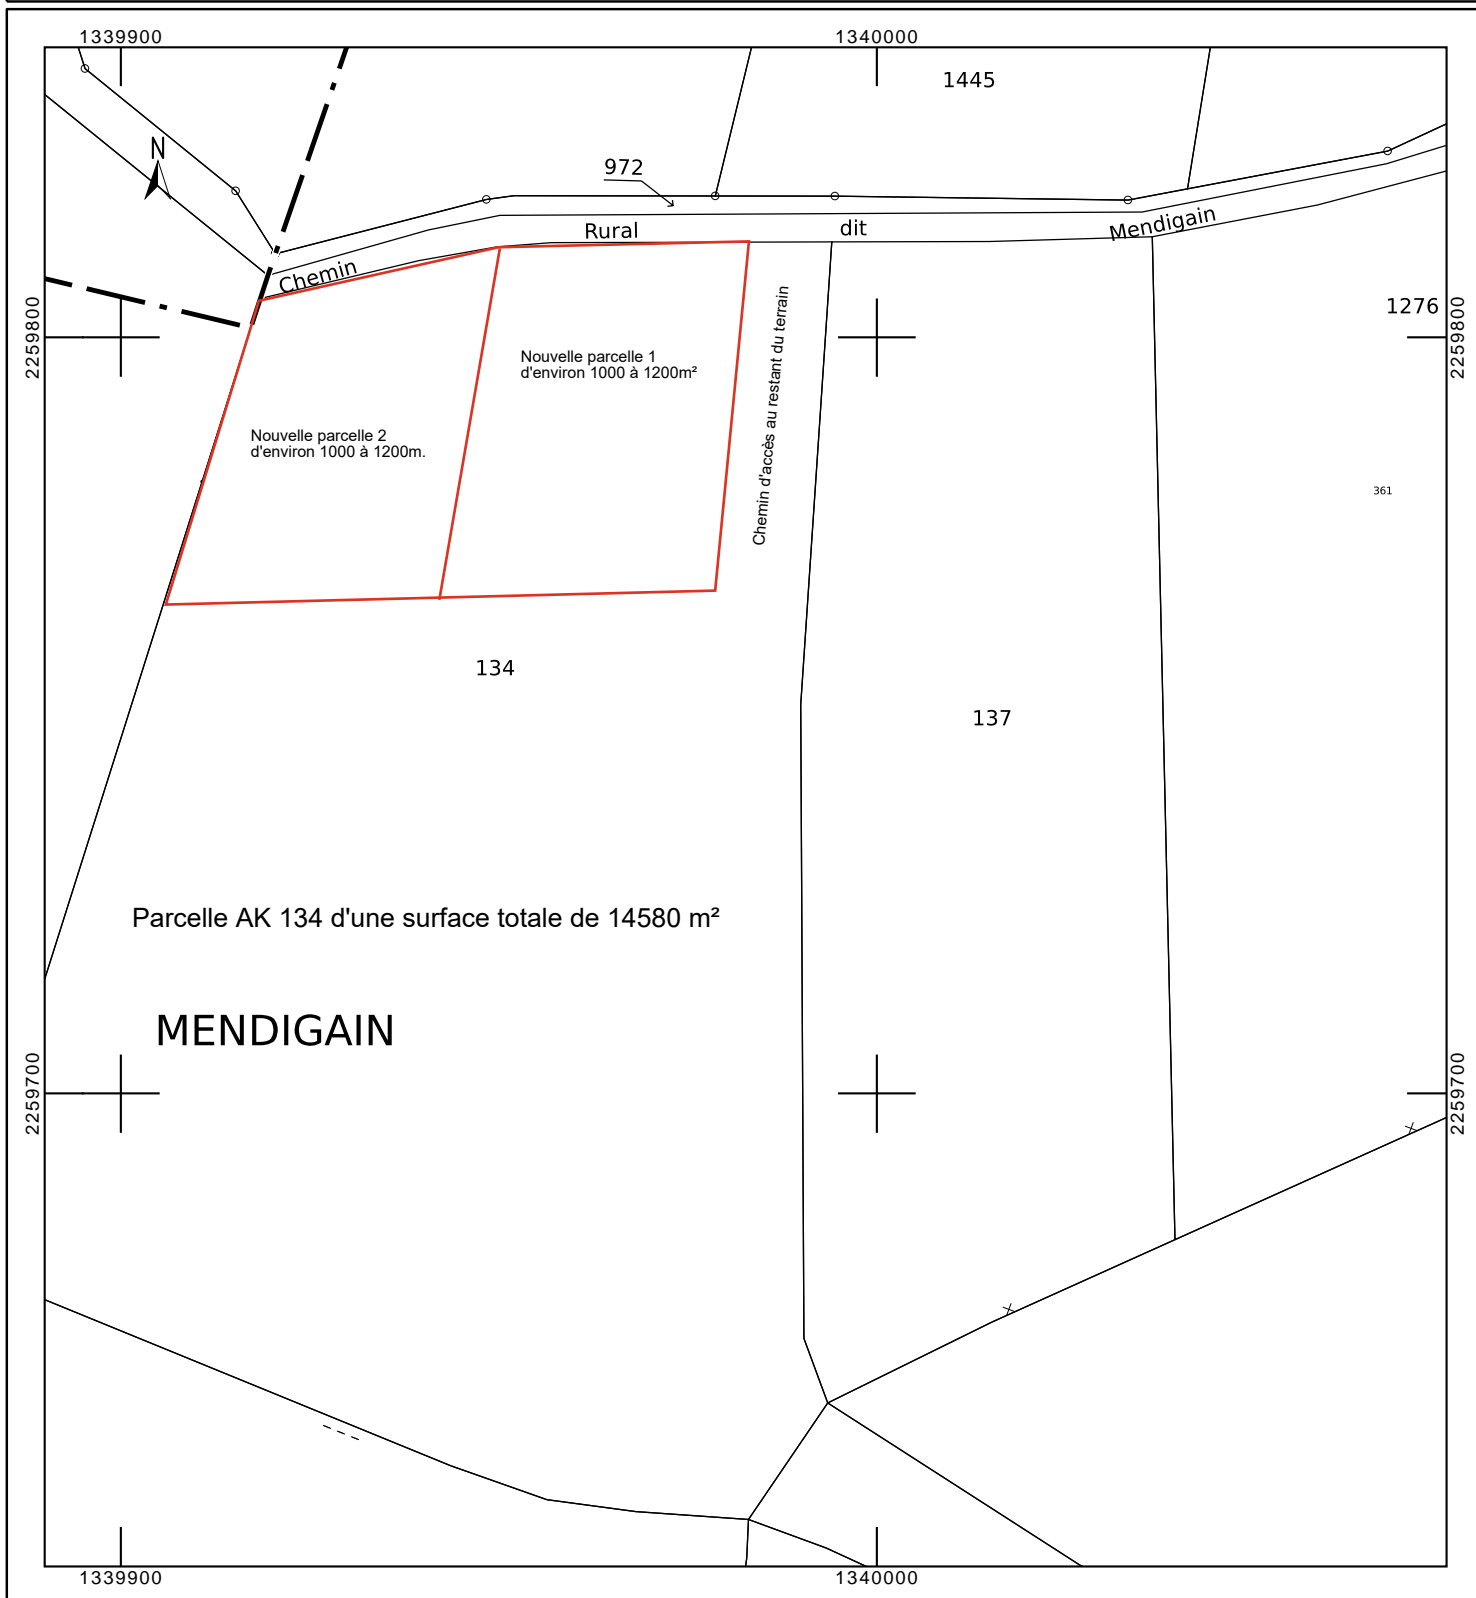 1339900
1340000
1445
N
972
Rural
dit
Mendigain
Chemin
2259800
1276
2259800
Nouvelle parcelle 1
d'environ 1000 à 1200m²
Chemin d'accès au restant du terrain
Nouvelle parcelle 2
d'environ 1000 à 1200m.
361
134
137
Parcelle AK 134 d'une surface totale de 14580 m²
MENDIGAIN
2259700
2259700
1339900
1340000